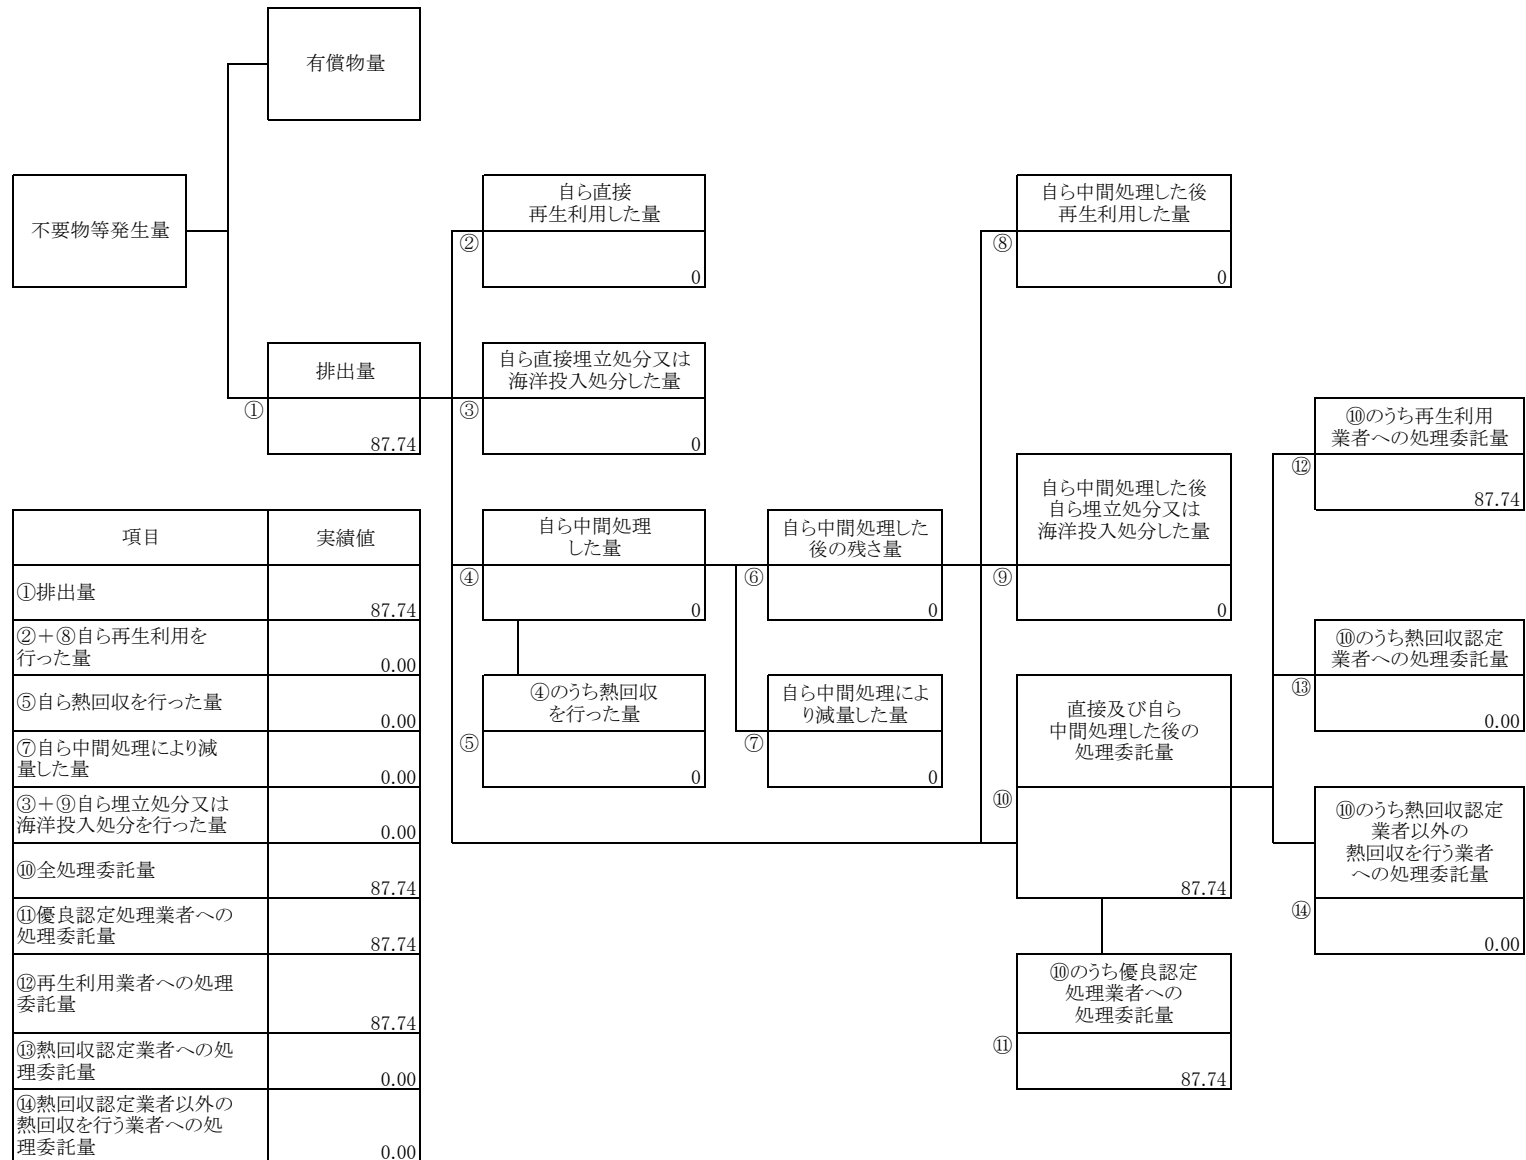 有償物量
不要物等発生量
自ら直接
再生利用した量
②
0
自ら中間処理した後
再生利用した量
⑧
0
排出量
①
87.74
自ら直接埋立処分又は
海洋投入処分した量
③
0
⑩のうち再生利用
業者への処理委託量
⑫
87.74
自ら中間処理
した量
④
0
自ら中間処理した
後の残さ量
⑥
0
自ら中間処理した後
自ら埋立処分又は
海洋投入処分した量
⑨
0
⑩のうち熱回収認定
業者への処理委託量
⑬
0.00
④のうち熱回収
を行った量
⑤
0
自ら中間処理によ
り減量した量
⑦
0
直接及び自ら
中間処理した後の
処理委託量
⑩
87.74
⑩のうち熱回収認定
業者以外の
熱回収を行う業者
への処理委託量
⑭
0.00
⑩のうち優良認定
処理業者への
処理委託量
⑪
87.74
項目 実績値
①排出量
87.74
②+⑧自ら再生利用を
行った量
0.00
⑤自ら熱回収を行った量
0.00
⑦自ら中間処理により減
量した量
0.00
③+⑨自ら埋立処分又は
海洋投入処分を行った量
0.00
⑩全処理委託量
87.74
⑪優良認定処理業者への
処理委託量
87.74
⑫再生利用業者への処理
委託量
87.74
⑬熱回収認定業者への処
理委託量
0.00
⑭熱回収認定業者以外の
熱回収を行う業者への処
理委託量
0.00